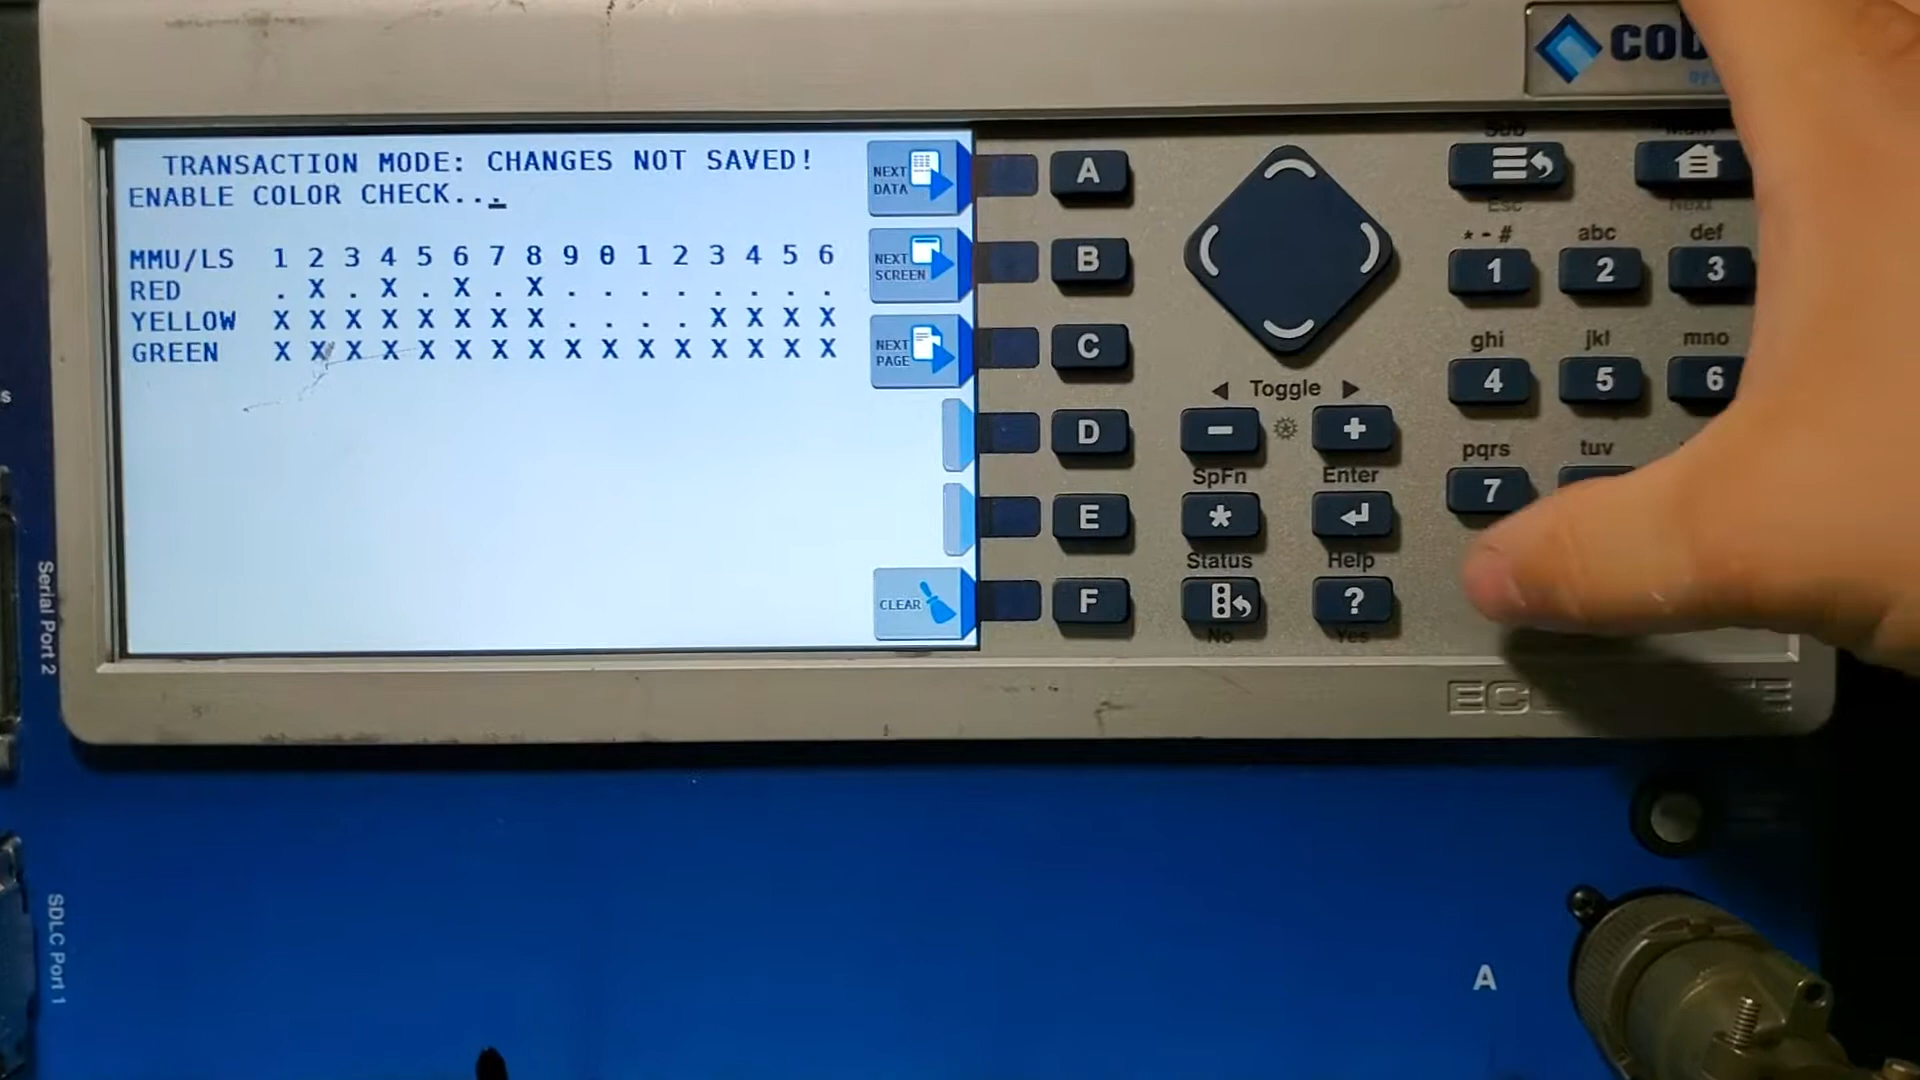 TRANSACTION MODE: CHANGES NOT SAVED!
ENABLE COLOR CHECK...
MMU/LS 1 2 3 4 5 6 7 8 9 0 1 2 3 4 5 6
RED . X . X . X . X . . . . . . . .
YELLOW X X X X X X X X . . . . X X X X
GREEN X X X X X X X X X X X X X X X X
NEXT DATA
NEXT SCREEN
NEXT PAGE
CLEAR
A
B
C
D
E
F
Toggle
- +
SpFn Enter
*
Status Help
?
No Yes
Sub Main
Esc Next
* - # abc def
1 2 3
ghi jkl mno
4 5 6
pqrs tuv
7
Serial Port 2
SDLC Port 1
A